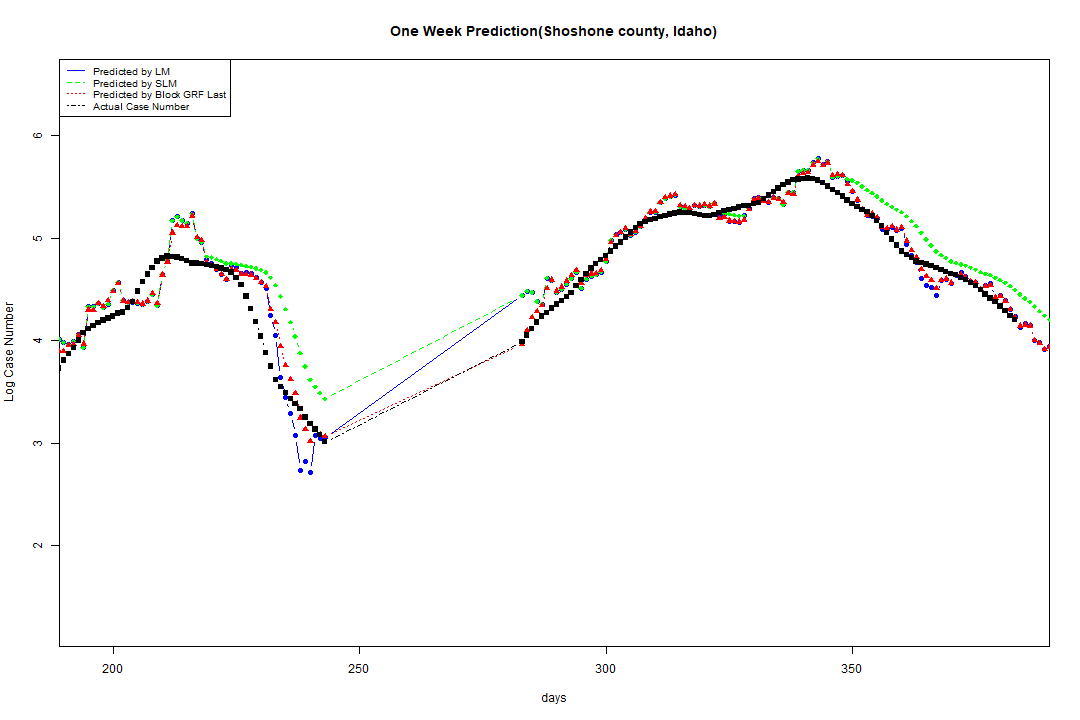 One Week Prediction(Shoshone county, Idaho)
Predicted by LM
Predicted by SLM
Predicted by Block GRF Last
Actual Case Number
6
5
4
3
2
Log Case Number
200
250
300
350
days